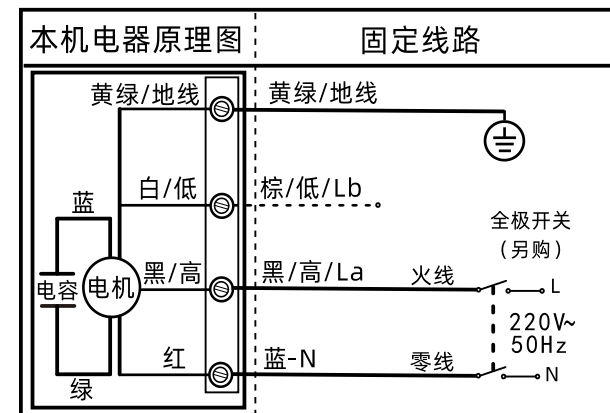 本机电器原理图
固定线路
黄绿/地线
黄绿/地线
白/低
棕/低/Lb
蓝
全极开关
(另购)
黑/高
黑/高/La
火线
L
电容
电机
220V~
50Hz
红
蓝-N
零线
N
绿